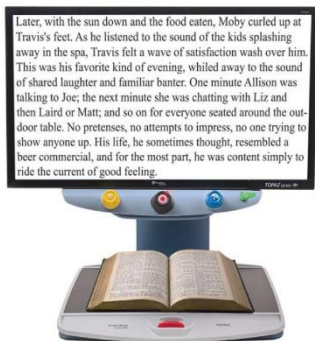 Later, with the sun down and the food eaten, Moby curled up at
Travis's feet. As he listened to the sound of the kids splashing
away in the spa, Travis felt a wave of satisfaction wash over him.
This was his favorite kind of evening, whiled away to the sound
of shared laughter and familiar banter. One minute Allison was
talking to Joe; the next minute she was chatting with Liz and
then Laird or Matt; and so on for everyone seated around the out-
door table. No pretenses, no attempts to impress, no one trying to
show anyone up. His life, he sometimes thought, resembled a
beer commercial, and for the most part, he was content simply to
ride the current of good feeling.
TOPAZ